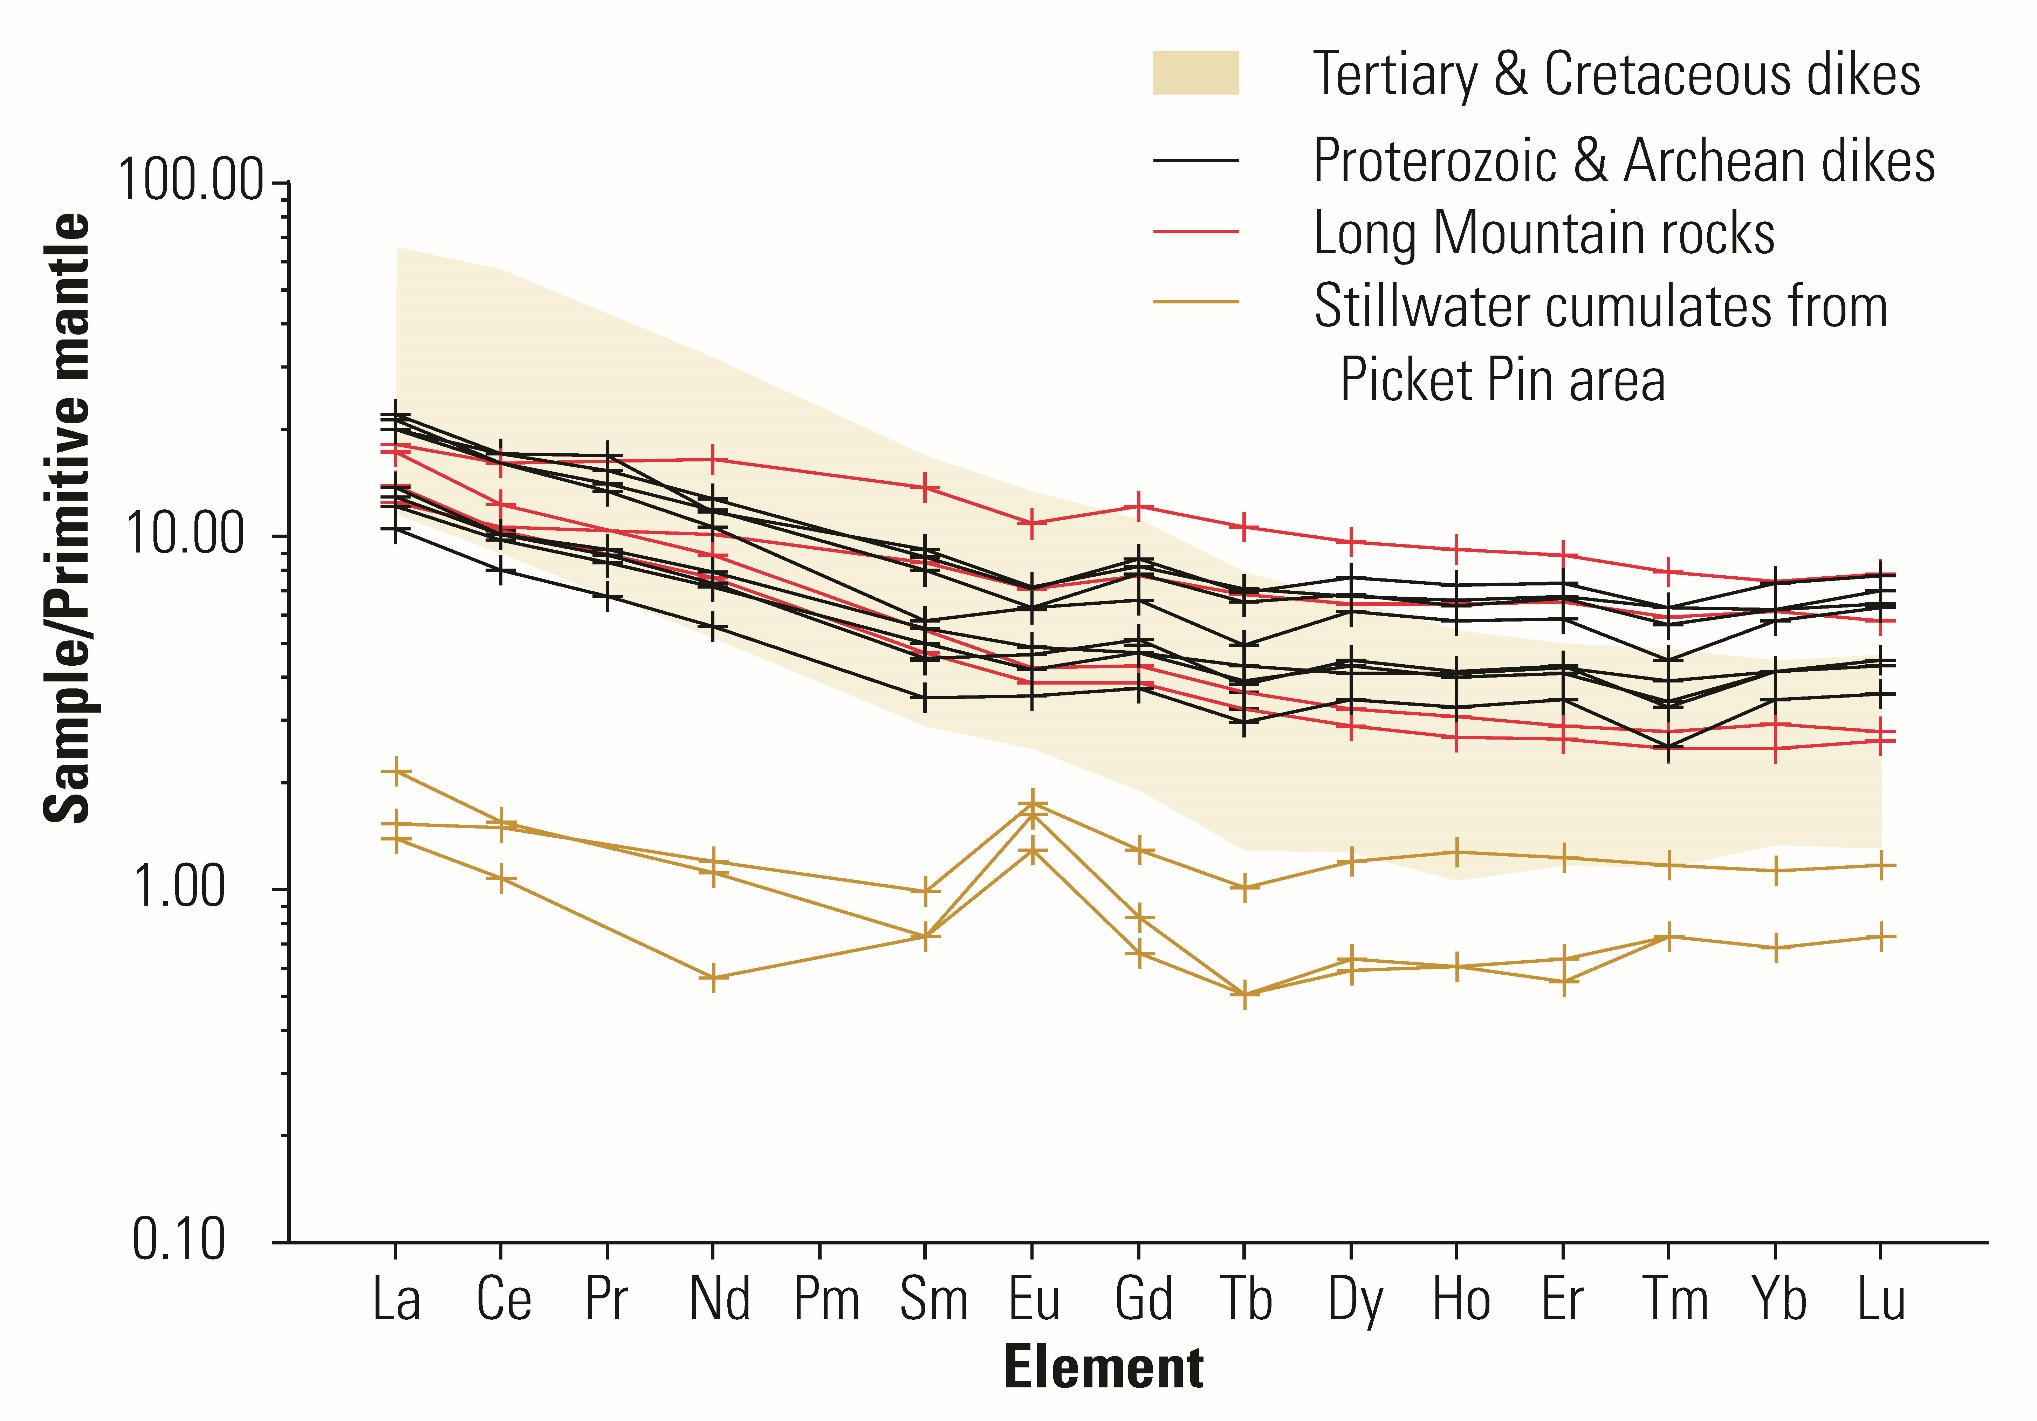 Tertiary & Cretaceous dikes
Proterozoic & Archean dikes
Long Mountain rocks
Stillwater cumulates from
Picket Pin area
Sample/Primitive mantle
100.00
10.00
1.00
0.10
La Ce Pr Nd Pm Sm Eu Gd Tb Dy Ho Er Tm Yb Lu
Element